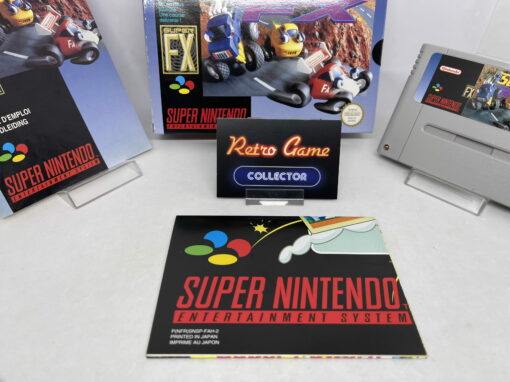 D'EMPLOI
SUPER NINTENDO
ENTERTAINMENT SYSTEM
SUPER
FX
SUPER NINTENDO
ENTERTAINMENT SYSTEM
FX
Nintendo
SUPER NINTENDO
Retro Game
COLLECTOR
SUPER NINTENDO
ENTERTAINMENT SYSTEM
PRINTED IN JAPAN
IMPRIME AU JAPON